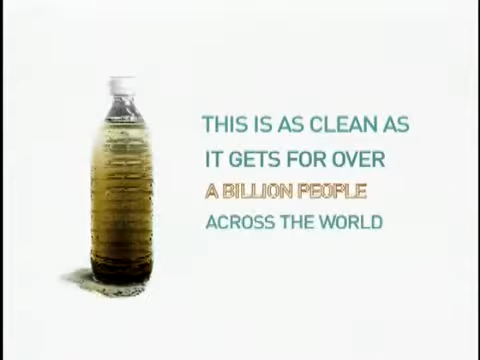 THIS IS AS CLEAN AS
IT GETS FOR OVER
A BILLION PEOPLE
ACROSS THE WORLD